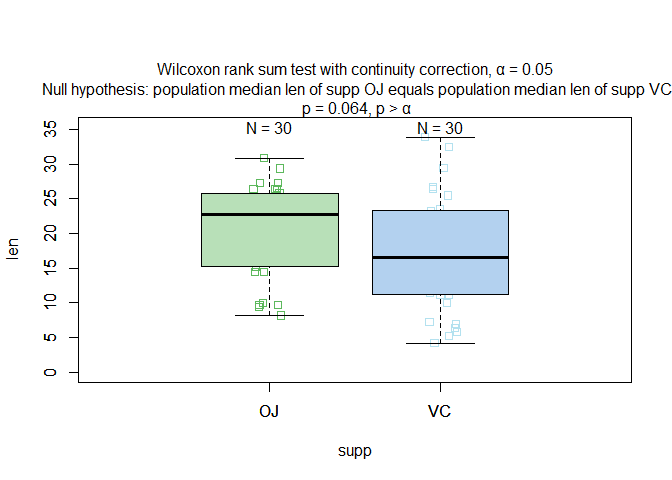 Wilcoxon rank sum test with continuity correction, α = 0.05
Null hypothesis: population median len of supp OJ equals population median len of supp VC
p = 0.064, p > α
N = 30 N = 30
35
30
25
20
15
10
5
0
len
OJ VC
supp